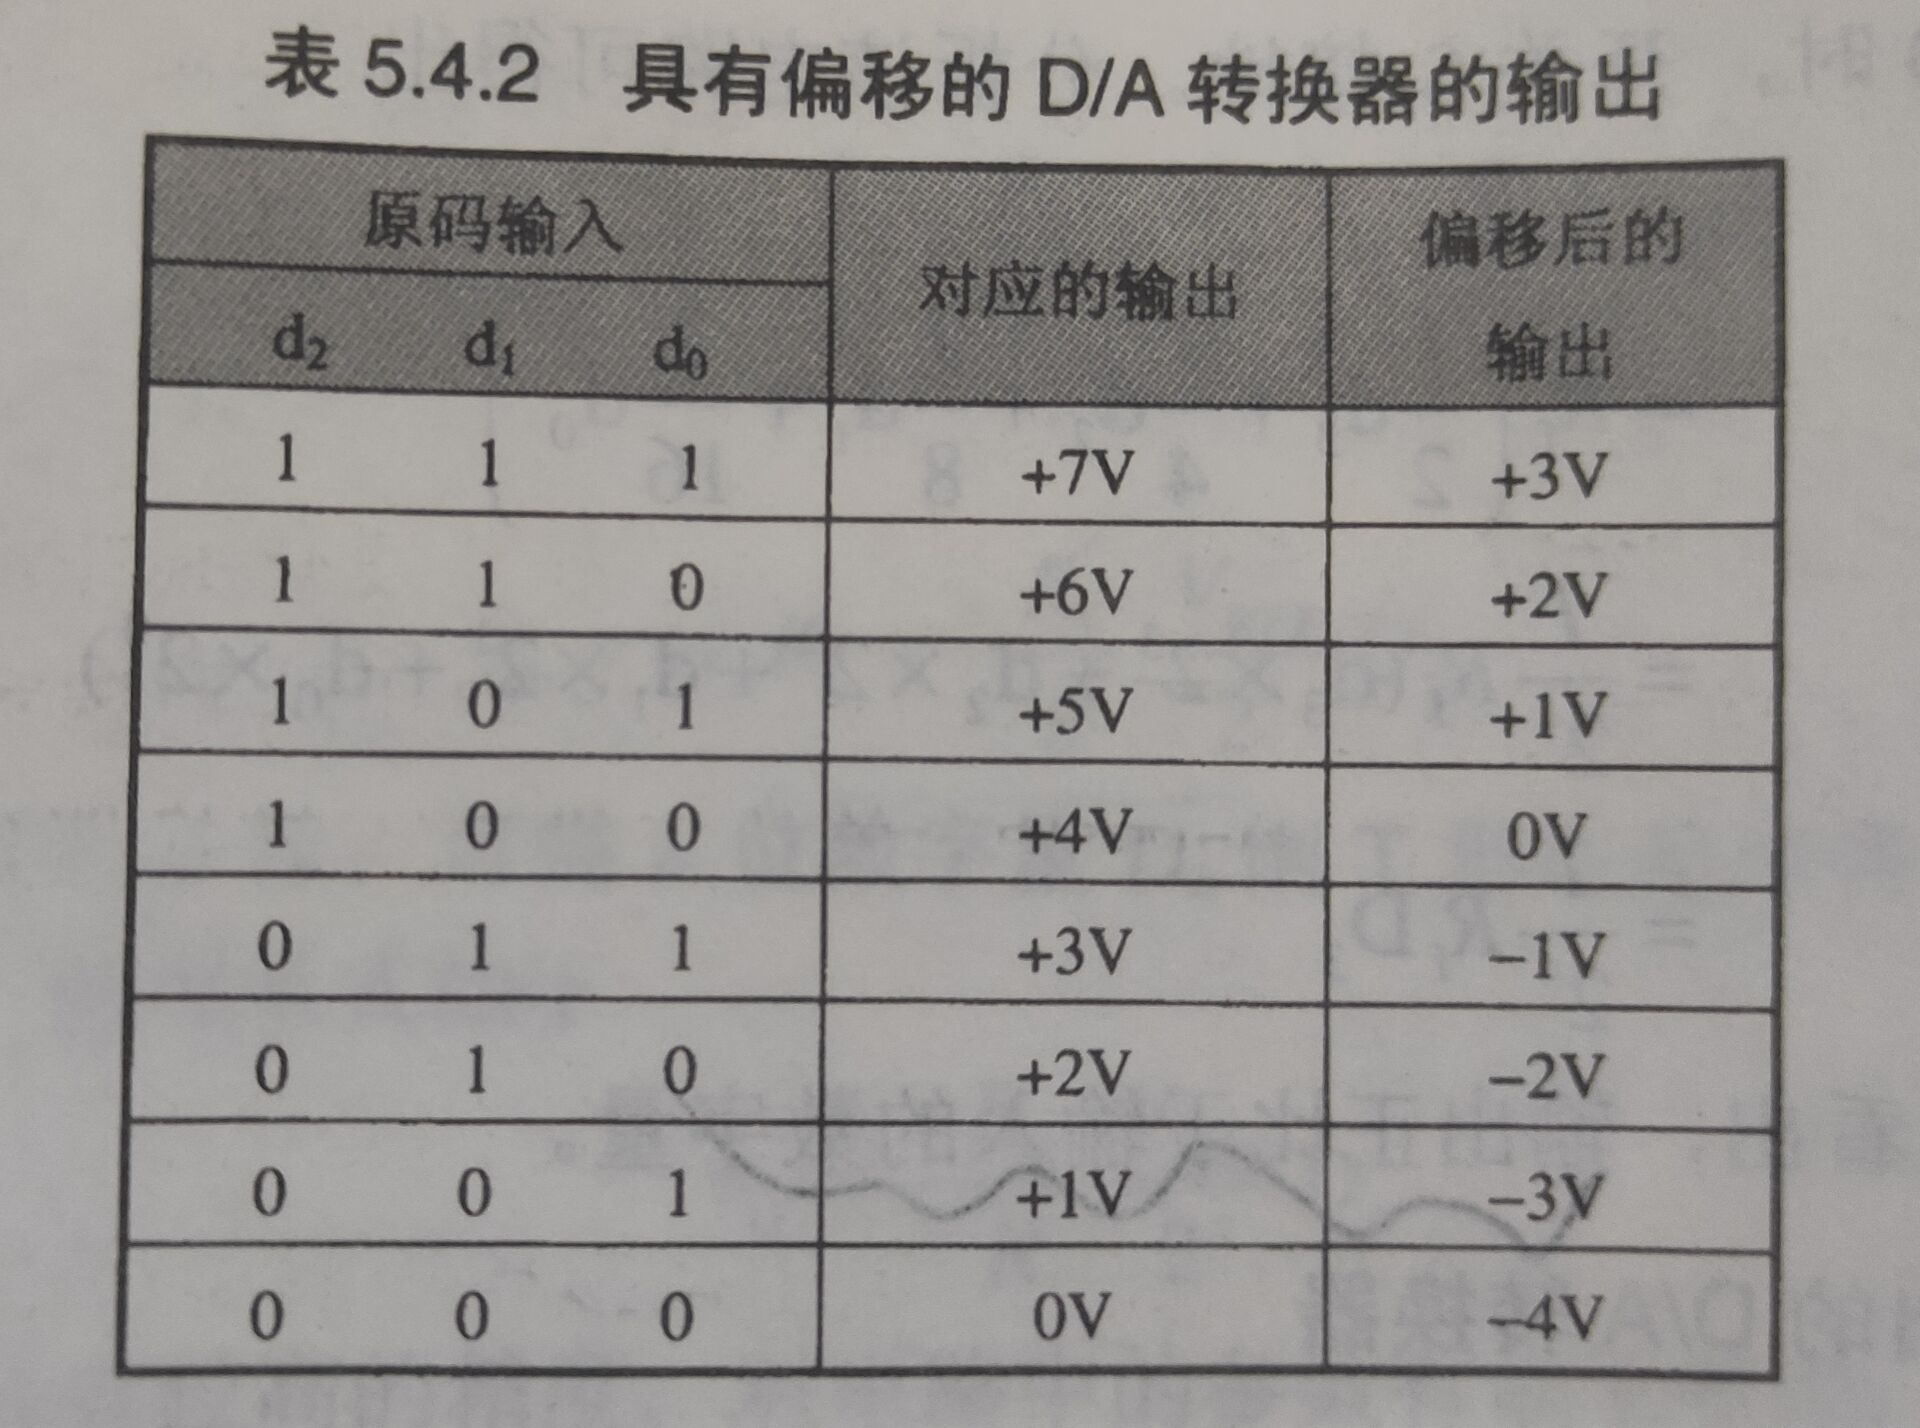 表 5.4.2 具有偏移的 D/A 转换器的输出
原码输入 对应的输出 偏移后的
输出
d₂ d₁ d₀
1 1 1 +7V +3V
1 1 0 +6V +2V
1 0 1 +5V +1V
1 0 0 +4V 0V
0 1 1 +3V –1V
0 1 0 +2V –2V
0 0 1 +1V –3V
0 0 0 0V –4V